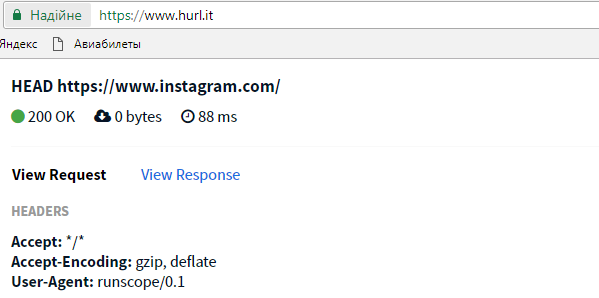 Надійне https://www.hurl.it
Яндекс Авиабилеты
HEAD https://www.instagram.com/
200 OK 0 bytes 88 ms
View Request View Response
HEADERS
Accept: */*
Accept-Encoding: gzip, deflate
User-Agent: runscope/0.1